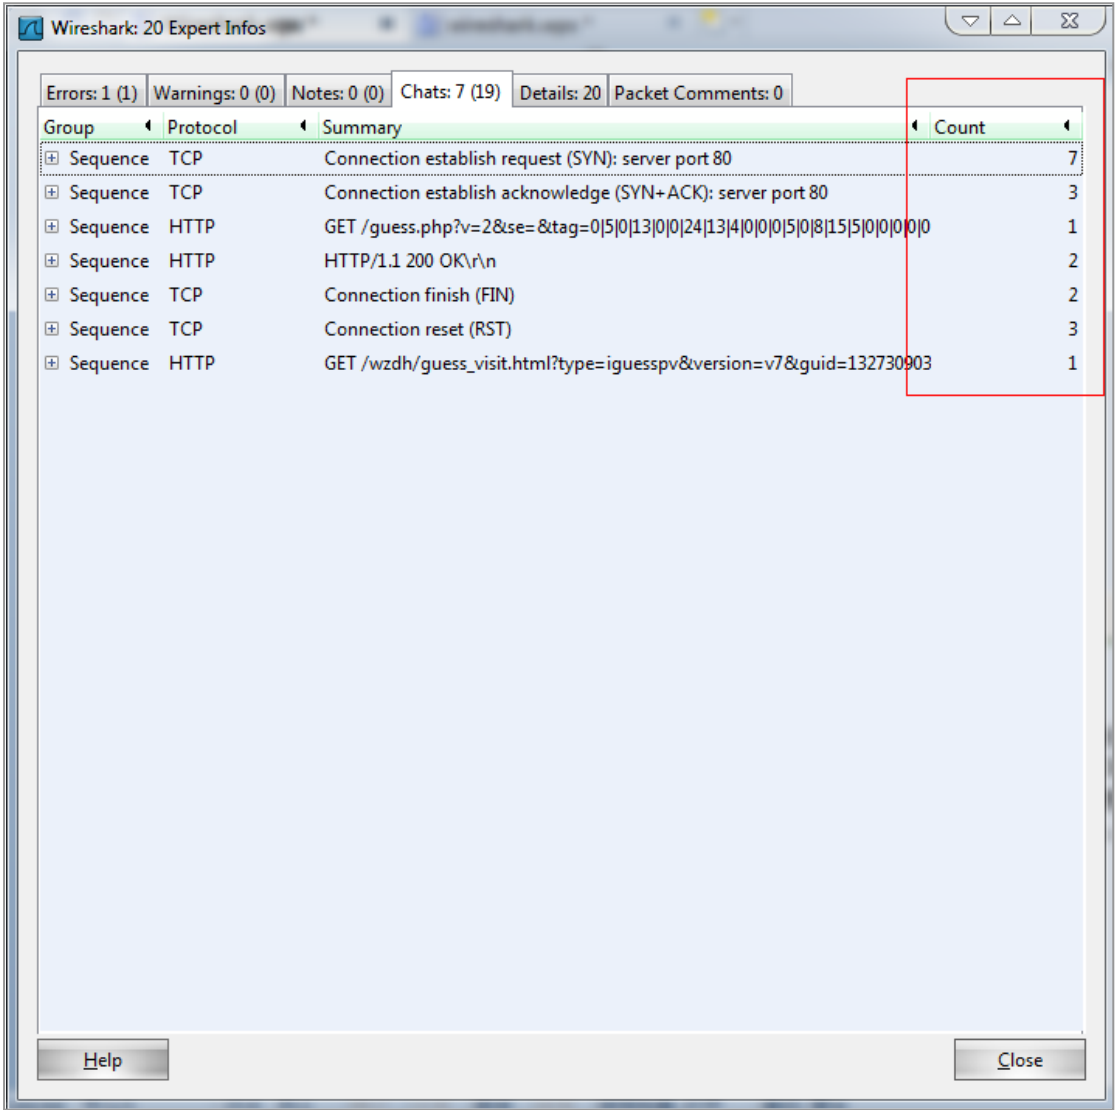 Wireshark: 20 Expert Infos
Errors: 1 (1) Warnings: 0 (0) Notes: 0 (0) Chats: 7 (19) Details: 20 Packet Comments: 0
Group Protocol Summary Count
Sequence TCP Connection establish request (SYN): server port 80 7
Sequence TCP Connection establish acknowledge (SYN+ACK): server port 80 3
Sequence HTTP GET /guess.php?v=2&se=&tag=0|5|0|13|0|0|24|13|4|0|0|0|5|0|8|15|5|0|0|0|0|0 1
Sequence HTTP HTTP/1.1 200 OK\r\n 2
Sequence TCP Connection finish (FIN) 2
Sequence TCP Connection reset (RST) 3
Sequence HTTP GET /wzdh/guess_visit.html?type=iguesspv&version=v7&guid=132730903 1
Help Close